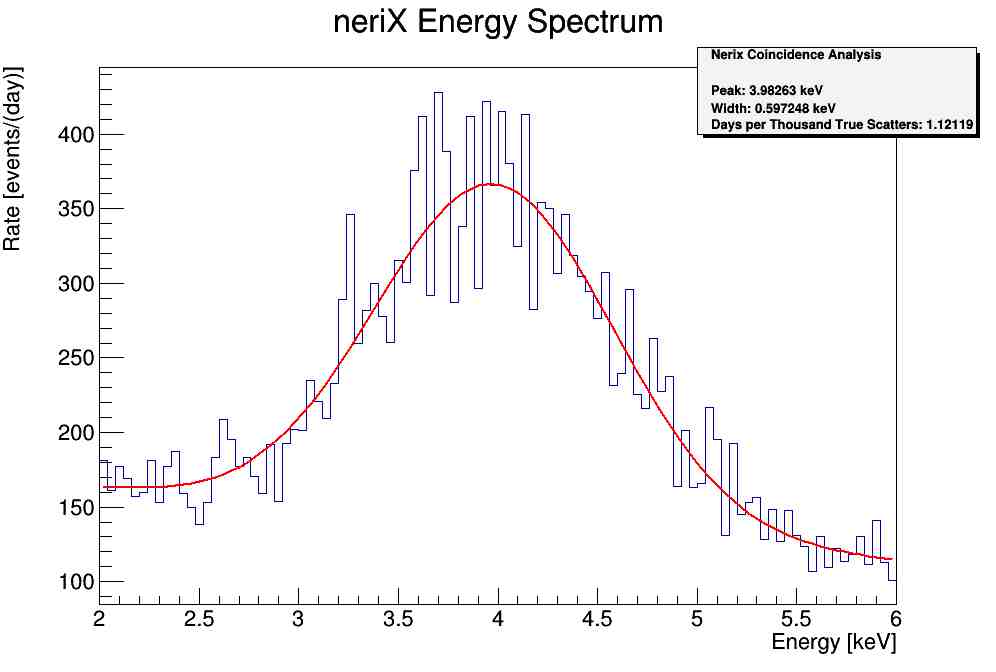 neriX Energy Spectrum
Nerix Coincidence Analysis
Peak: 3.98263 keV
Width: 0.597248 keV
Days per Thousand True Scatters: 1.12119
Rate [events/(day)]
400
350
300
250
200
150
100
2 2.5 3 3.5 4 4.5 5 5.5 6
Energy [keV]